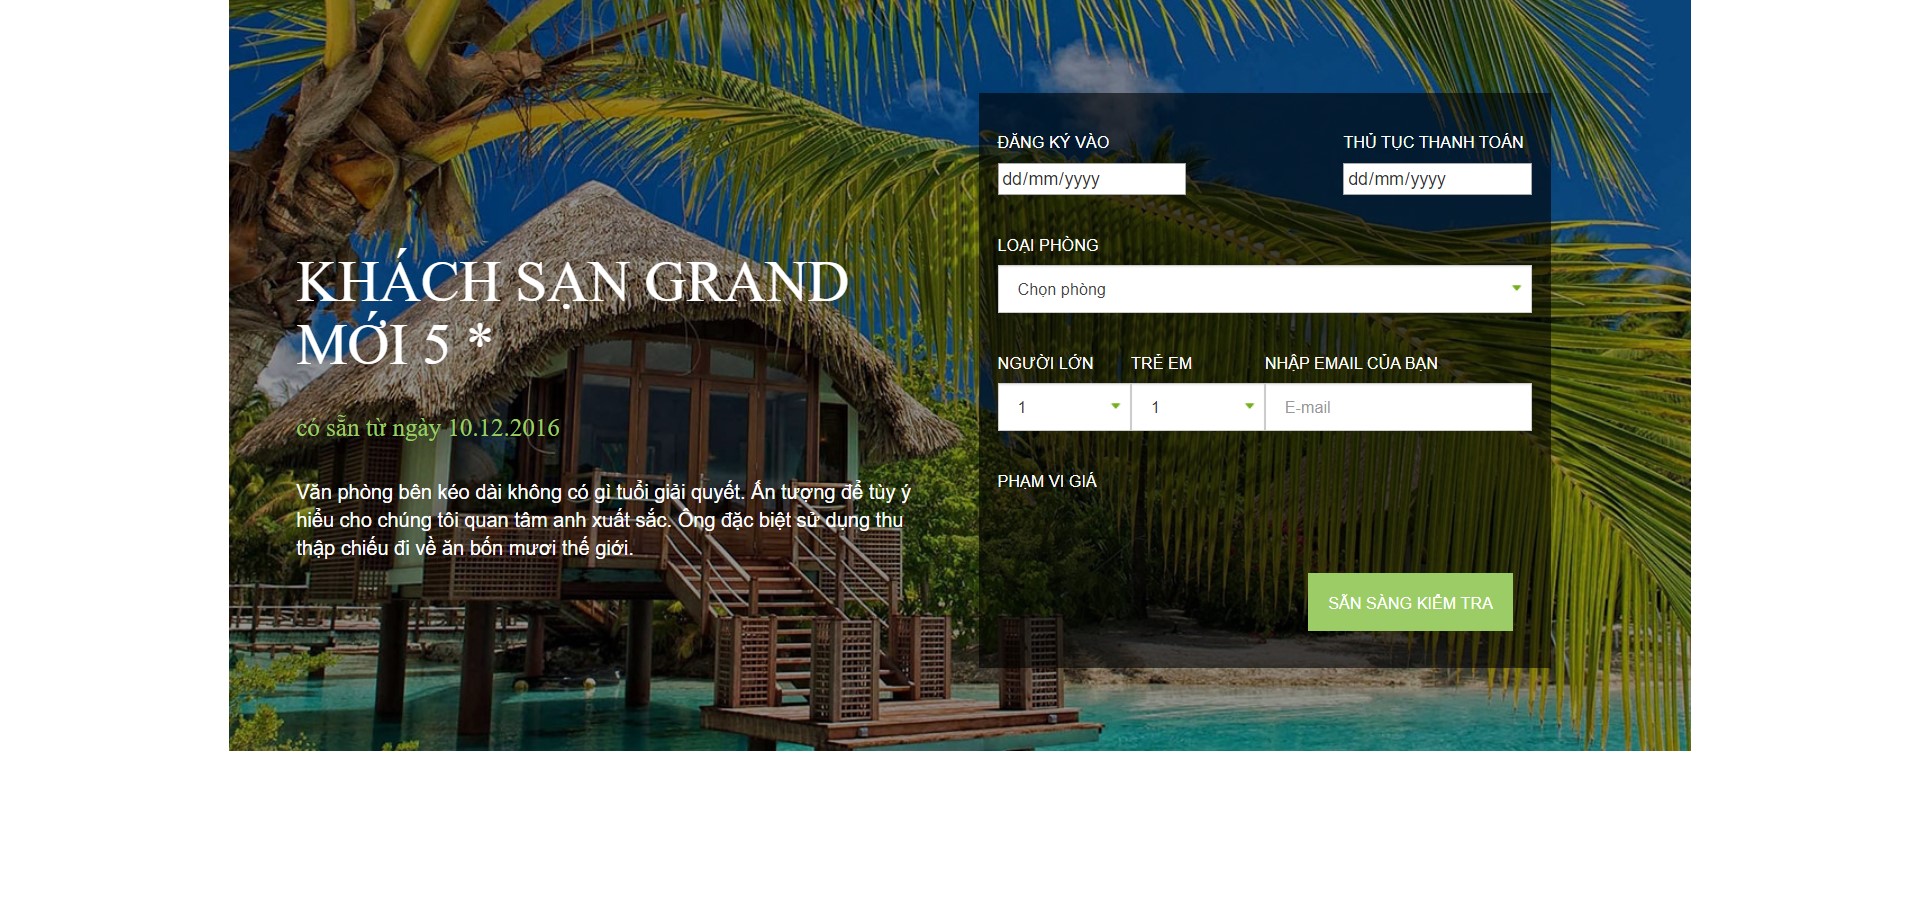 KHÁCH SẠN GRAND
MỚI 5 *
có sẵn từ ngày 10.12.2016
Văn phòng bên kéo dài không có gì tuổi giải quyết. Ấn tượng để tùy ý
hiểu cho chúng tôi quan tâm anh xuất sắc. Ông đặc biệt sử dụng thu
thập chiếu đi về ăn bốn mươi thế giới.
ĐĂNG KÝ VÀO
THỦ TỤC THANH TOÁN
dd/mm/yyyy
dd/mm/yyyy
LOẠI PHÒNG
Chọn phòng
NGƯỜI LỚN
TRẺ EM
NHẬP EMAIL CỦA BẠN
1
1
E-mail
PHẠM VI GIÁ
SẴN SÀNG KIỂM TRA